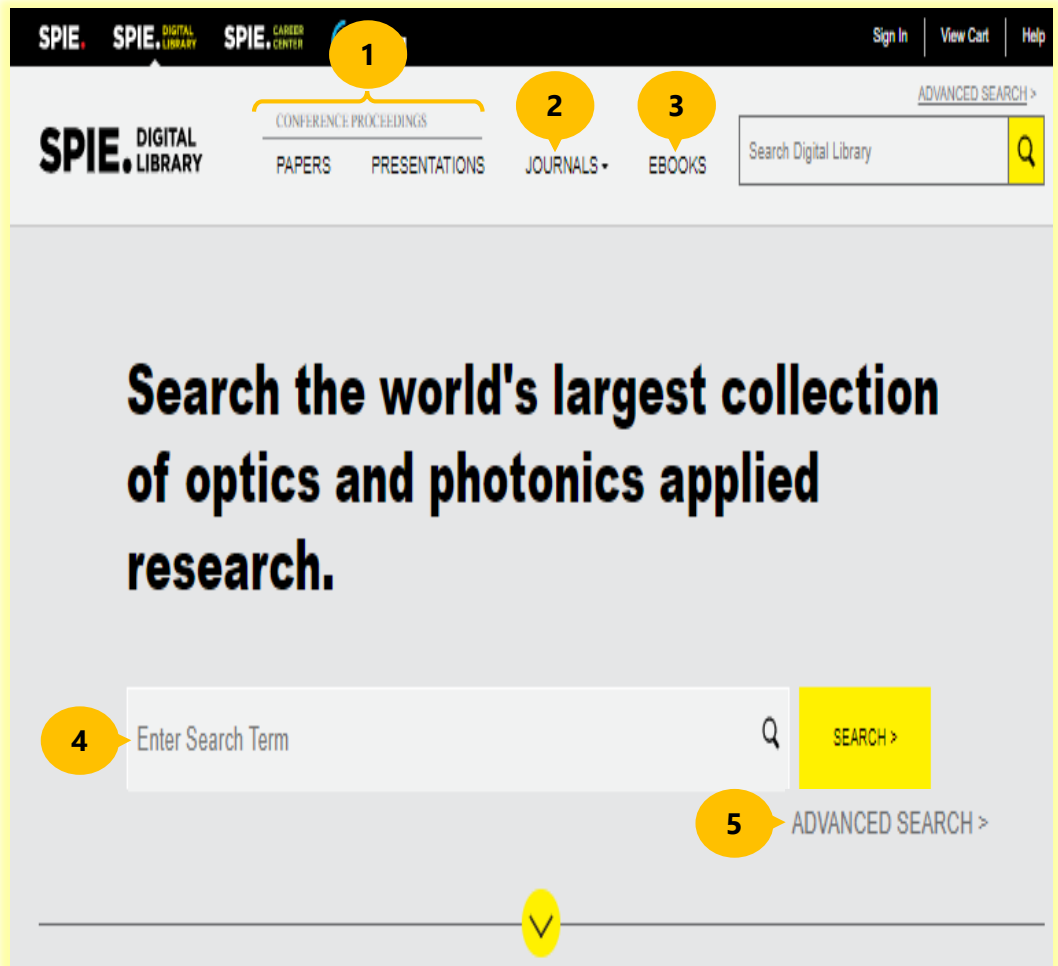 SPIE. SPIE. DIGITAL LIBRARY SPIE. CAREER CENTER Sign In View Cart Help
1
ADVANCED SEARCH >
2 3
CONFERENCE PROCEEDINGS
SPIE. DIGITAL LIBRARY PAPERS PRESENTATIONS JOURNALS EBOOKS Search Digital Library
Search the world's largest collection
of optics and photonics applied
research.
4 Enter Search Term SEARCH >
5 ADVANCED SEARCH >